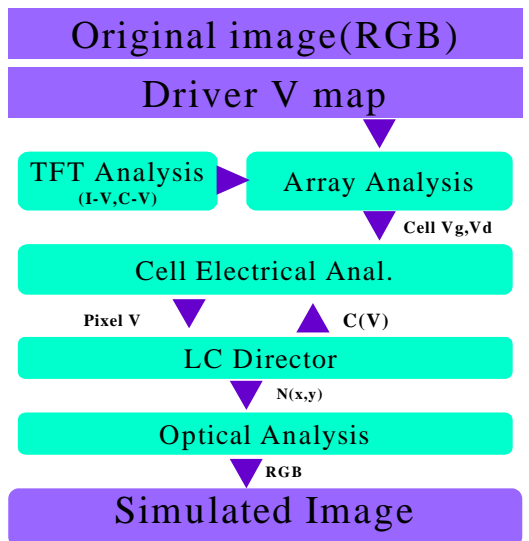 Original image(RGB)
Driver V map
TFT Analysis
(I-V,C-V)
Array Analysis
Cell Vg,Vd
Cell Electrical Anal.
Pixel V
C(V)
LC Director
N(x,y)
Optical Analysis
RGB
Simulated Image